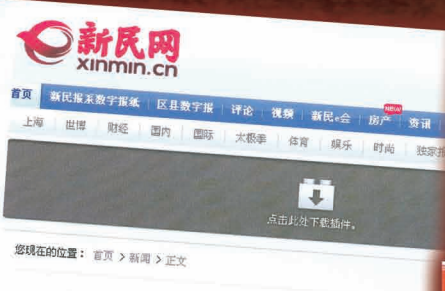 新民网
xinmin.cn
首页 新民报系数字报纸 区县数字报 评论 视频 新民e会 房产 NEW 资讯
上海 世博 财经 国内 国际 太极季 体育 娱乐 时尚 独家报
点击此处下载插件。
您现在的位置： 首页 > 新闻 > 正文